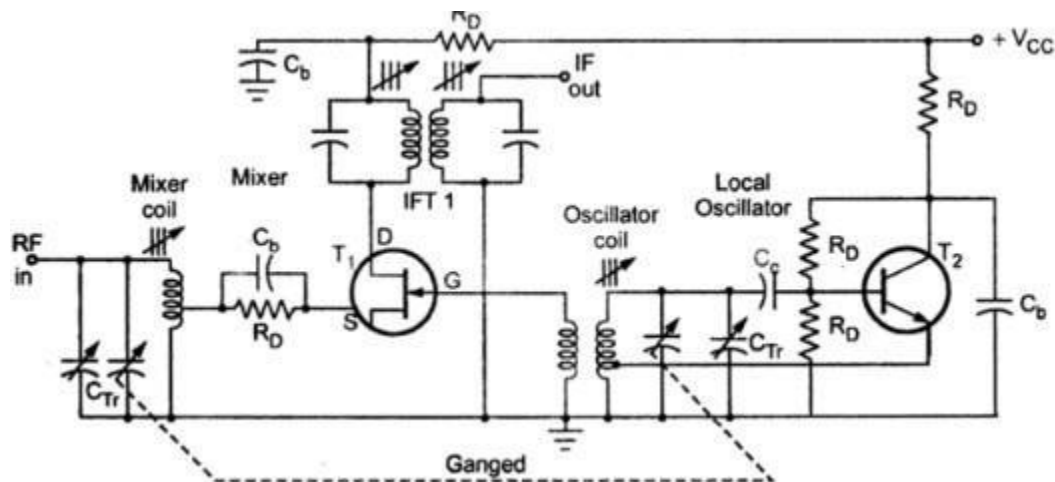 R_D
+ V_CC
C_b
IF
out
R_D
Mixer
coil
Mixer
IFT 1
Local
Oscillator
Oscillator
coil
RF
in
C_b
T_1
D
G
S
R_D
C_c
R_D
T_2
C_b
C_Tr
C_Tr
R_D
Ganged